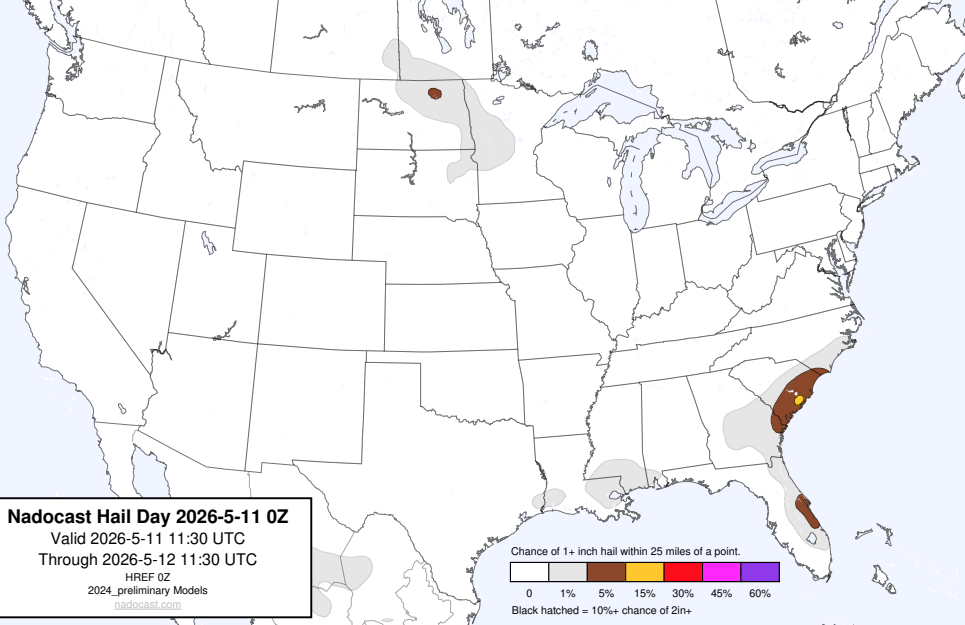 Nadocast Hail Day 2026-5-11 0Z
Valid 2026-5-11 11:30 UTC
Through 2026-5-12 11:30 UTC
HREF 0Z
2024_preliminary Models
nadocast.com
Chance of 1+ inch hail within 25 miles of a point.
0 1% 5% 15% 30% 45% 60%
Black hatched = 10%+ chance of 2in+